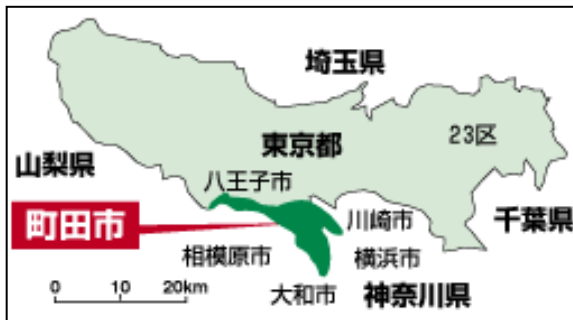 埼玉県
東京都
23区
山梨県
八王子市
町田市
川崎市
千葉県
相模原市
横浜市
大和市
神奈川県
0 10 20km